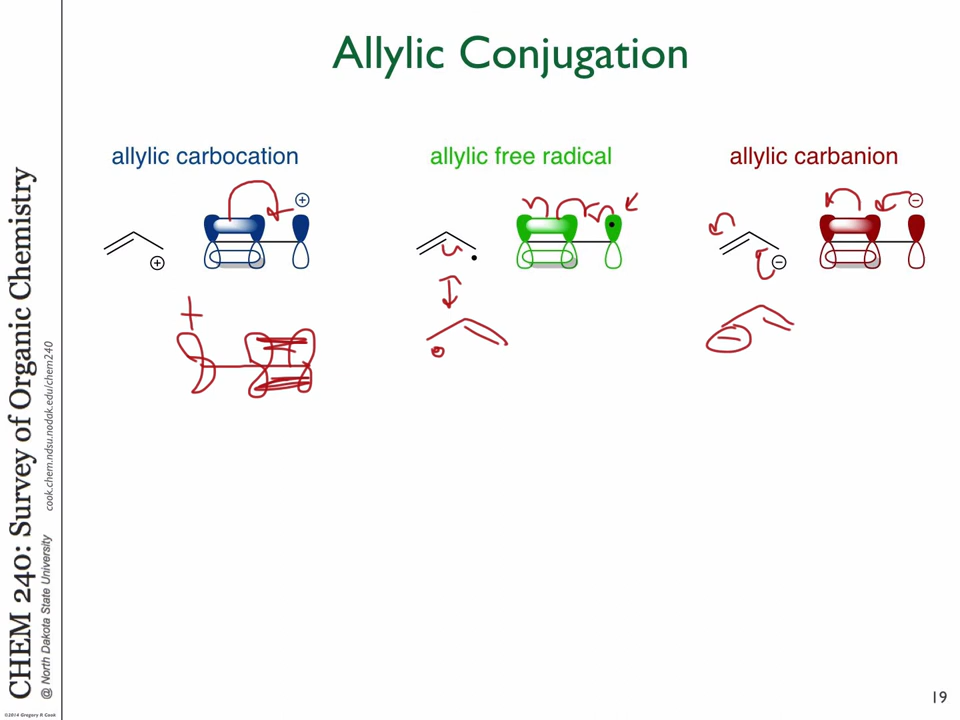 Allylic Conjugation
allylic carbocation
allylic free radical
allylic carbanion
+
+
−
−
+
−
CHEM 240: Survey of Organic Chemistry
@ North Dakota State University
cook.chem.ndsu.nodak.edu/chem240
©2014 Gregory R Cook
19